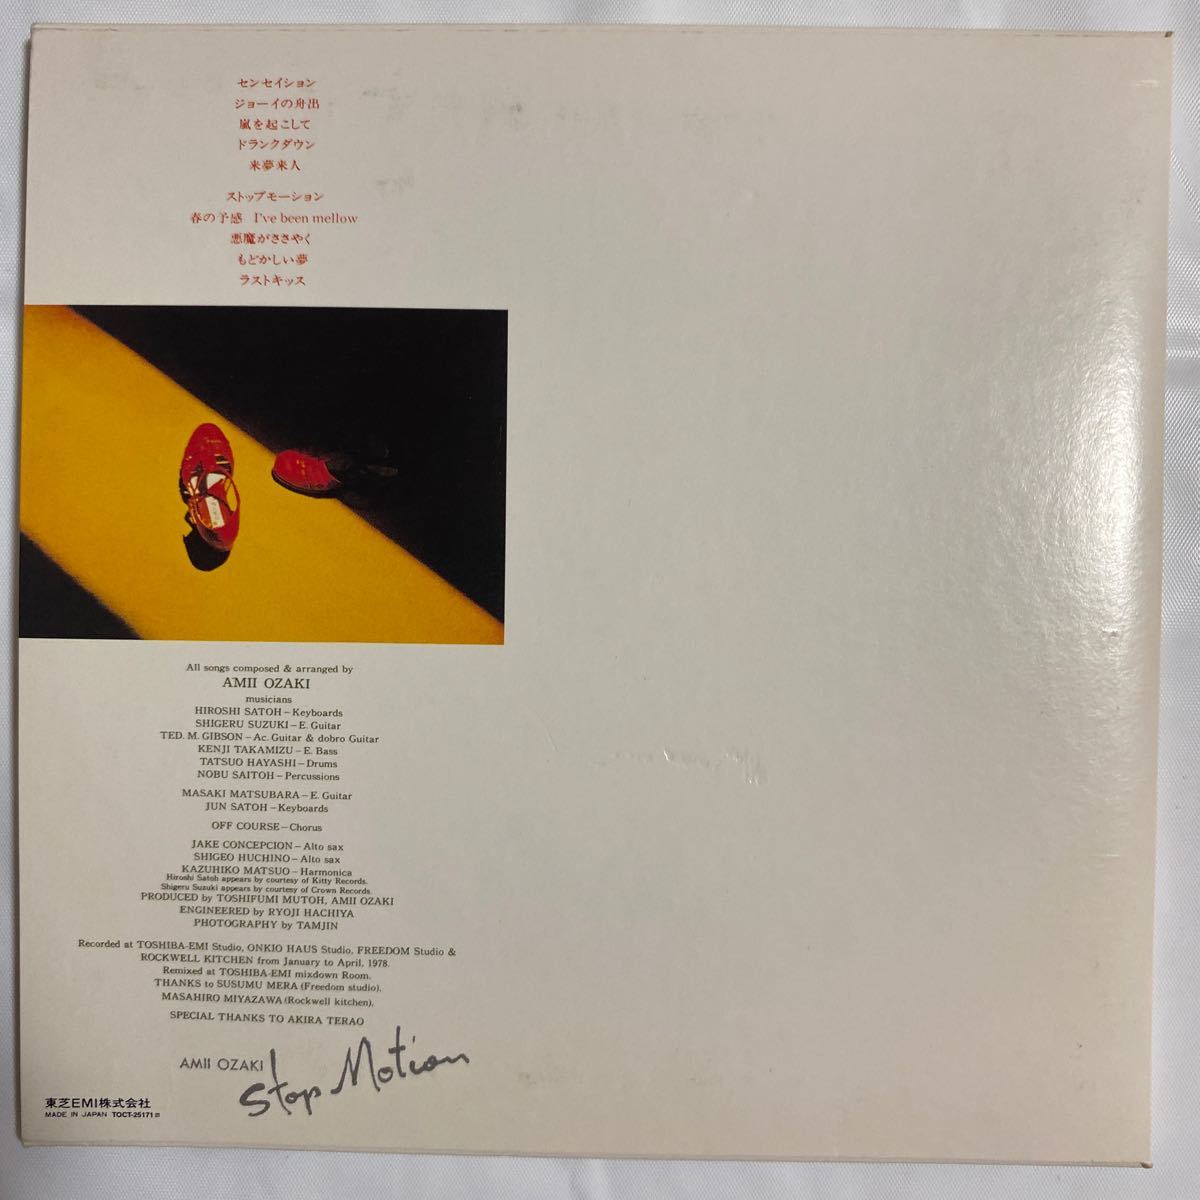 センセイション
ジョーイの舟出
嵐を起こして
ドランクダウン
来夢来人
ストップモーション
春の予感 I've been mellow
悪魔がささやく
もどかしい夢
ラストキッス
All songs composed & arranged by
AMII OZAKI
musicians
HIROSHI SATOH–Keyboards
SHIGERU SUZUKI–E. Guitar
TED. M. GIBSON–Ac. Guitar & dobro Guitar
KENJI TAKAMIZU–E. Bass
TATSUO HAYASHI–Drums
NOBU SAITOH–Percussions
MASAKI MATSUBARA–E. Guitar
JUN SATOH–Keyboards
OFF COURSE–Chorus
JAKE CONCEPCION–Alto sax
SHIGEO HUCHINO–Alto sax
KAZUHIKO MATSUO–Harmonica
Hiroshi Satoh appears by courtesy of Kitty Records.
Shigeru Suzuki appears by courtesy of Crown Records.
PRODUCED by TOSHIFUMI MUTOH, AMII OZAKI
ENGINEERED by RYOJI HACHIYA
PHOTOGRAPHY by TAMJIN
Recorded at TOSHIBA-EMI Studio, ONKIO HAUS Studio, FREEDOM Studio &
ROCKWELL KITCHEN from January to April, 1978.
Remixed at TOSHIBA-EMI mixdown Room.
THANKS to SUSUMU MERA (Freedom studio),
MASAHIRO MIYAZAWA (Rockwell kitchen),
SPECIAL THANKS TO AKIRA TERAO
AMII OZAKI
Stop Motion
東芝EMI株式会社
MADE IN JAPAN TOCT-25171